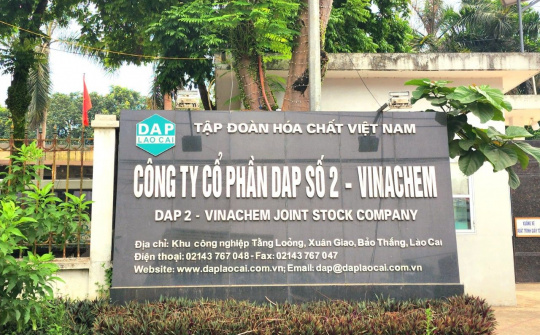 DAP
LAO CAI
TẬP ĐOÀN HÓA CHẤT VIỆT NAM
CÔNG TY CỔ PHẦN DAP SỐ 2 - VINACHEM
DAP 2 - VINACHEM JOINT STOCK COMPANY
Địa chỉ: Khu công nghiệp Tằng Loỏng, Xuân Giao, Bảo Thắng, Lào Cai
Điện thoại: 02143 767 048 - Fax: 02143 767 047
Website: www.daplaocai.com.vn; Email: dap@daplaocai.com.vn